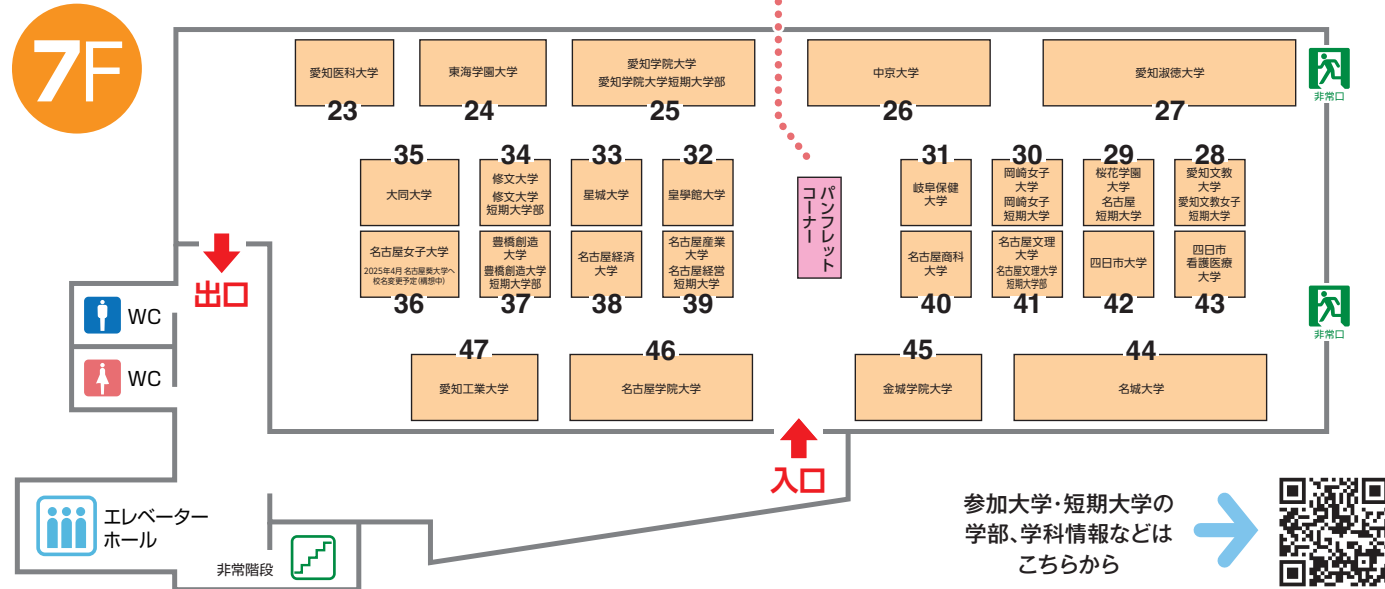 7F
愛知医科大学
23
東海学園大学
24
愛知学院大学
愛知学院大学短期大学部
25
中京大学
26
愛知淑徳大学
27
非常口
35
大同大学
34
修文大学
修文大学
短期大学部
33
星城大学
32
皇學館大学
パンフレット
コーナー
31
岐阜保健
大学
30
岡崎女子
大学
岡崎女子
短期大学
29
桜花学園
大学
名古屋
短期大学
28
愛知文教
大学
愛知文教女子
短期大学
名古屋女子大学
2025年4月 名古屋葵大学へ
校名変更予定(構想中)
36
豊橋創造
大学
豊橋創造大学
短期大学部
37
名古屋経済
大学
38
名古屋産業
大学
名古屋経営
短期大学
39
名古屋商科
大学
40
名古屋文理
大学
名古屋文理大学
短期大学部
41
四日市大学
42
四日市
看護医療
大学
43
非常口
出口
WC
WC
47
愛知工業大学
46
名古屋学院大学
45
金城学院大学
44
名城大学
入口
エレベーター
ホール
非常階段
参加大学・短期大学の
学部、学科情報などは
こちらから